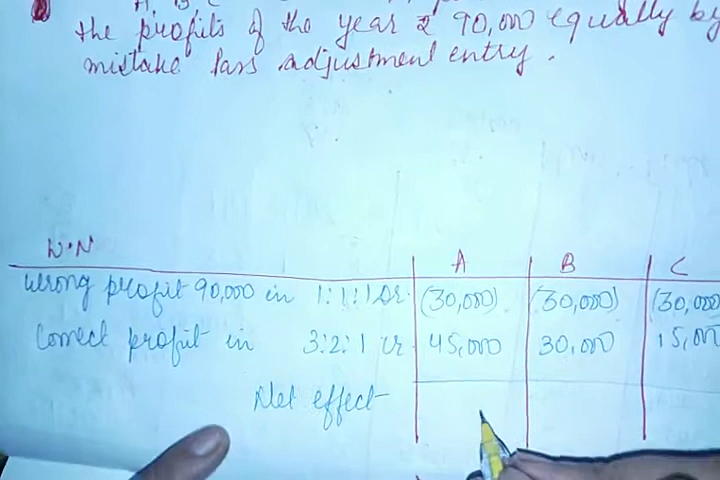 the profits of the year ₹ 90,000 equally by
mistake Pass adjustment entry.
W.N
A B C
Wrong profit 90,000 in 1:1:1 Dr. (30,000) (30,000) (30,000
Correct profit in 3:2:1 Cr. 45,000 30,000 15,000
Net effect